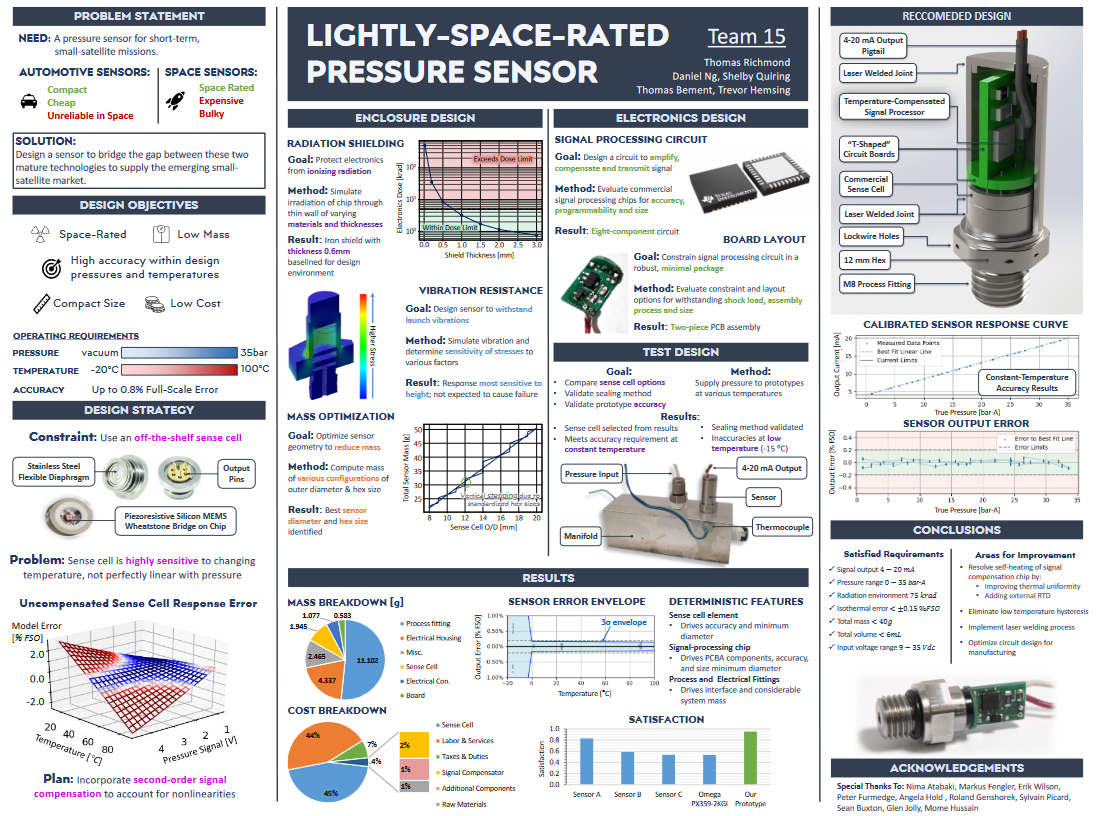 PROBLEM STATEMENT
NEED: A pressure sensor for short-term,
small-satellite missions.
AUTOMOTIVE SENSORS:
Compact
Cheap
Unreliable in Space
SPACE SENSORS:
Space Rated
Expensive
Bulky
SOLUTION:
Design a sensor to bridge the gap between these two
mature technologies to supply the emerging small-
satellite market.
DESIGN OBJECTIVES
Space-Rated
Low Mass
High accuracy within design
pressures and temperatures
Compact Size
Low Cost
OPERATING REQUIREMENTS
PRESSURE vacuum 35bar
TEMPERATURE -20°C 100°C
ACCURACY Up to 0.8% Full-Scale Error
DESIGN STRATEGY
Constraint: Use an off-the-shelf sense cell
Stainless Steel
Flexible Diaphragm
Output
Pins
Piezoresistive Silicon MEMS
Wheatstone Bridge on Chip
Problem: Sense cell is highly sensitive to changing
temperature, not perfectly linear with pressure
Uncompensated Sense Cell Response Error
Model Error
[% FSO]
2.0
0.0
-2.0
20 40 60 80
Temperature [°C]
4 3 2 1
Pressure Signal [V]
Plan: Incorporate second-order signal
compensation to account for nonlinearities
LIGHTLY-SPACE-RATED
PRESSURE SENSOR
Team 15
Thomas Richmond
Daniel Ng, Shelby Quiring
Thomas Bement, Trevor Hemsing
ENCLOSURE DESIGN
RADIATION SHIELDING
Goal: Protect electronics
from ionizing radiation
Method: Simulate
irradiation of chip through
thin wall of varying
materials and thicknesses
Result: Iron shield with
thickness 0.6mm
baselined for design
environment
Electronics Dose [krad]
10² 10¹ 10⁰
Exceeds Dose Limit
Within Dose Limit
0.0 0.5 1.0 1.5 2.0 2.5 3.0
Shield Thickness [mm]
Higher Stress
VIBRATION RESISTANCE
Goal: Design sensor to withstand
launch vibrations
Method: Simulate vibration and
determine sensitivity of stresses to
various factors
Result: Response most sensitive to
height; not expected to cause failure
MASS OPTIMIZATION
Goal: Optimize sensor
geometry to reduce mass
Method: Compute mass
of various configurations of
outer diameter & hex size
Result: Best sensor
diameter and hex size
identified
Total Sensor Mass [g]
50
45
40
35
30
25
Vertical stepping due to
standardized hex sizes
8 10 12 14 16 18 20
Sense Cell O/D [mm]
ELECTRONICS DESIGN
SIGNAL PROCESSING CIRCUIT
Goal: Design a circuit to amplify,
compensate and transmit signal
Method: Evaluate commercial
signal processing chips for accuracy,
programmability and size
Result: Eight-component circuit
BOARD LAYOUT
Goal: Constrain signal processing circuit in a
robust, minimal package
Method: Evaluate constraint and layout
options for withstanding shock load, assembly
process and size
Result: Two-piece PCB assembly
TEST DESIGN
Goal:
• Compare sense cell options
• Validate sealing method
• Validate prototype accuracy
Method:
Supply pressure to prototypes
at various temperatures
Results:
• Sense cell selected from results
• Meets accuracy requirement at
constant temperature
• Sealing method validated
• Inaccuracies at low
temperature (-15 °C)
Pressure Input
4-20 mA Output
Sensor
Thermocouple
Manifold
RESULTS
MASS BREAKDOWN [g]
0.583
1.077
1.945
2.465
4.337
11.102
Process fitting
Electrical Housing
Misc.
Sense Cell
Electrical Con.
Board
COST BREAKDOWN
44%
7%
4%
45%
2%
1%
1%
Sense Cell
Labor & Services
Taxes & Duties
Signal Compensator
Additional Components
Raw Materials
SENSOR ERROR ENVELOPE
Output Error [% FSO]
1.00%
0.50%
0.00%
0.50%
1.00%
3σ envelope
-20 0 20 40 60 80 100
Temperature [°C]
DETERMINISTIC FEATURES
Sense cell element
• Drives accuracy and minimum
diameter
Signal-processing chip
• Drives PCBA components, accuracy,
and size minimum diameter
Process and Electrical Fittings
• Drives interface and considerable
system mass
SATISFACTION
Satisfaction
1.0
0.8
0.6
0.4
0.2
0.0
Sensor A Sensor B Sensor C Omega
PX359-2KGI
Our
Prototype
RECCOMEDED DESIGN
4-20 mA Output
Pigtail
Laser Welded Joint
Temperature-Compensated
Signal Processor
“T-Shaped”
Circuit Boards
Commercial
Sense Cell
Laser Welded Joint
Lockwire Holes
12 mm Hex
M8 Process Fitting
CALIBRATED SENSOR RESPONSE CURVE
Output Current [mA]
20
15
10
5
Measured Data Points
Best Fit Linear Line
Current Limits
Constant-Temperature
Accuracy Results
0 5 10 15 20 25 30 35
True Pressure [bar-A]
SENSOR OUTPUT ERROR
Output Error [% FSO]
0.4
0.2
0.0
-0.2
-0.4
Error to Best Fit Line
Error Limits
0 5 10 15 20 25 30 35
True Pressure [bar-A]
CONCLUSIONS
Satisfied Requirements
✓ Signal output 4 – 20 mA
✓ Pressure range 0 – 35 bar-A
✓ Radiation environment 75 krad
✓ Isothermal error < ±0.15 %FSO
✓ Total mass < 40g
✓ Total volume < 6mL
✓ Input voltage range 9 – 35 Vdc
Areas for Improvement
• Resolve self-heating of signal
compensation chip by:
• Improving thermal uniformity
• Adding external RTD
• Eliminate low temperature hysteresis
• Implement laser welding process
• Optimize circuit design for
manufacturing
ACKNOWLEDGEMENTS
Special Thanks To: Nima Atabaki, Markus Fengler, Erik Wilson,
Peter Furmedge, Angela Hold , Roland Genshorek, Sylvain Picard,
Sean Buxton, Glen Jolly, Mome Hussain